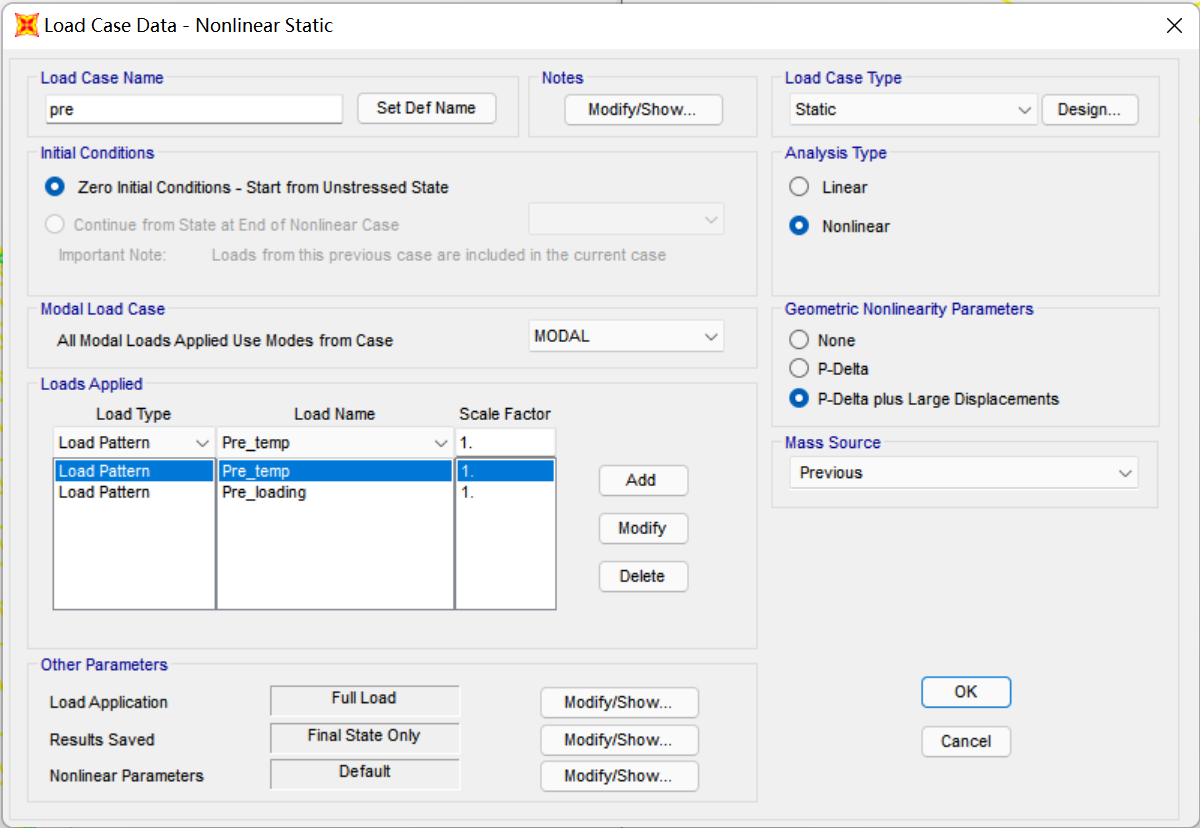 Load Case Data - Nonlinear Static
Load Case Name
pre
Set Def Name
Notes
Modify/Show...
Load Case Type
Static
Design...
Initial Conditions
Zero Initial Conditions - Start from Unstressed State
Continue from State at End of Nonlinear Case
Important Note: Loads from this previous case are included in the current case
Analysis Type
Linear
Nonlinear
Modal Load Case
All Modal Loads Applied Use Modes from Case
MODAL
Geometric Nonlinearity Parameters
None
P-Delta
P-Delta plus Large Displacements
Loads Applied
Load Type Load Name Scale Factor
Load Pattern Pre_temp 1.
Load Pattern Pre_temp 1.
Load Pattern Pre_loading 1.
Add
Modify
Delete
Mass Source
Previous
Other Parameters
Load Application Full Load Modify/Show...
Results Saved Final State Only Modify/Show...
Nonlinear Parameters Default Modify/Show...
OK
Cancel